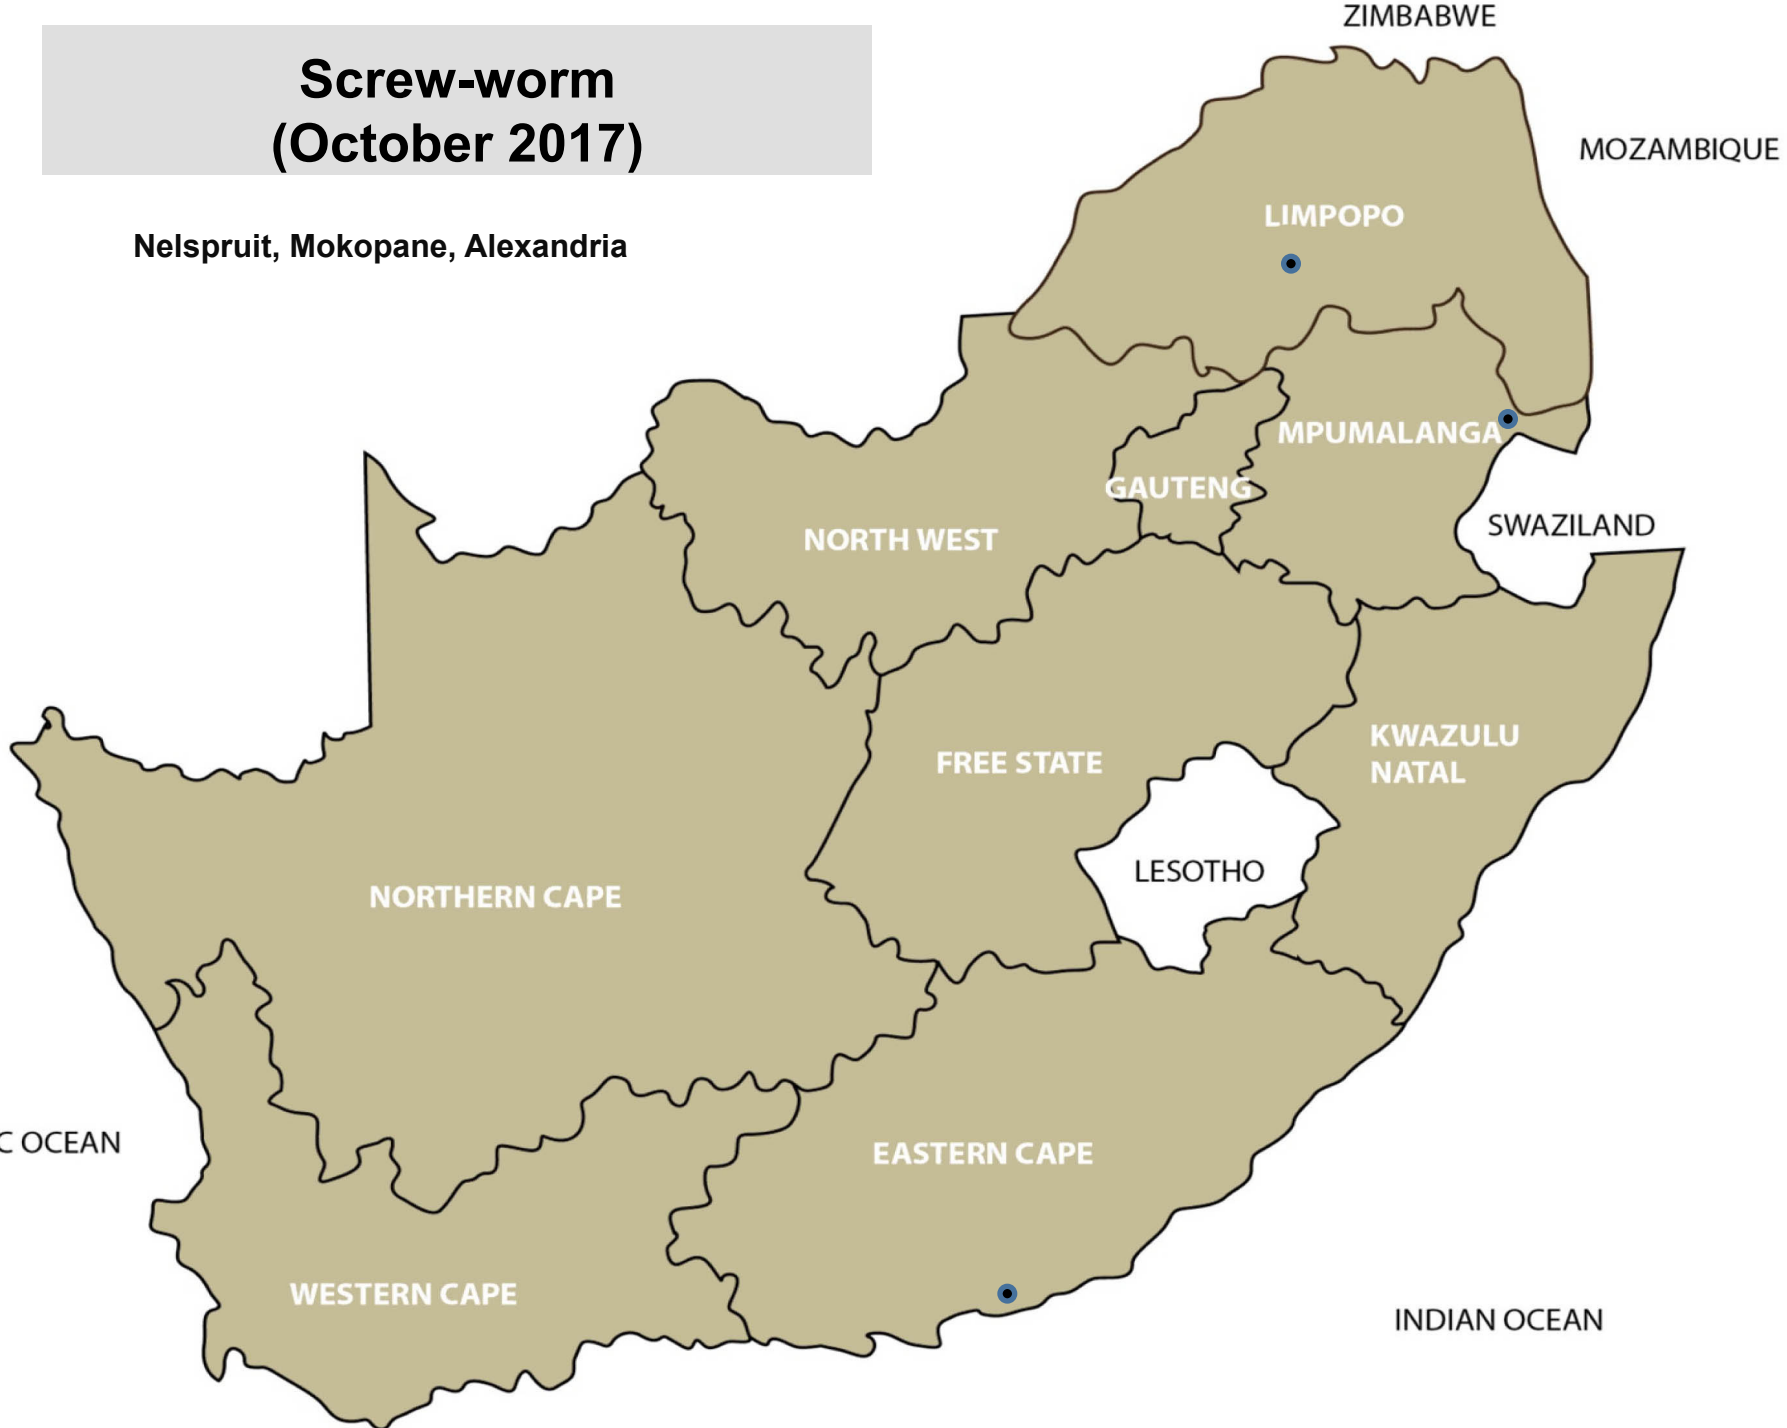 ZIMBABWE
Screw-worm
(October 2017)
MOZAMBIQUE
LIMPOPO
Nelspruit, Mokopane, Alexandria
MPUMALANGA
GAUTENG
SWAZILAND
NORTH WEST
KWAZULU
NATAL
FREE STATE
LESOTHO
NORTHERN CAPE
C OCEAN
EASTERN CAPE
WESTERN CAPE
INDIAN OCEAN